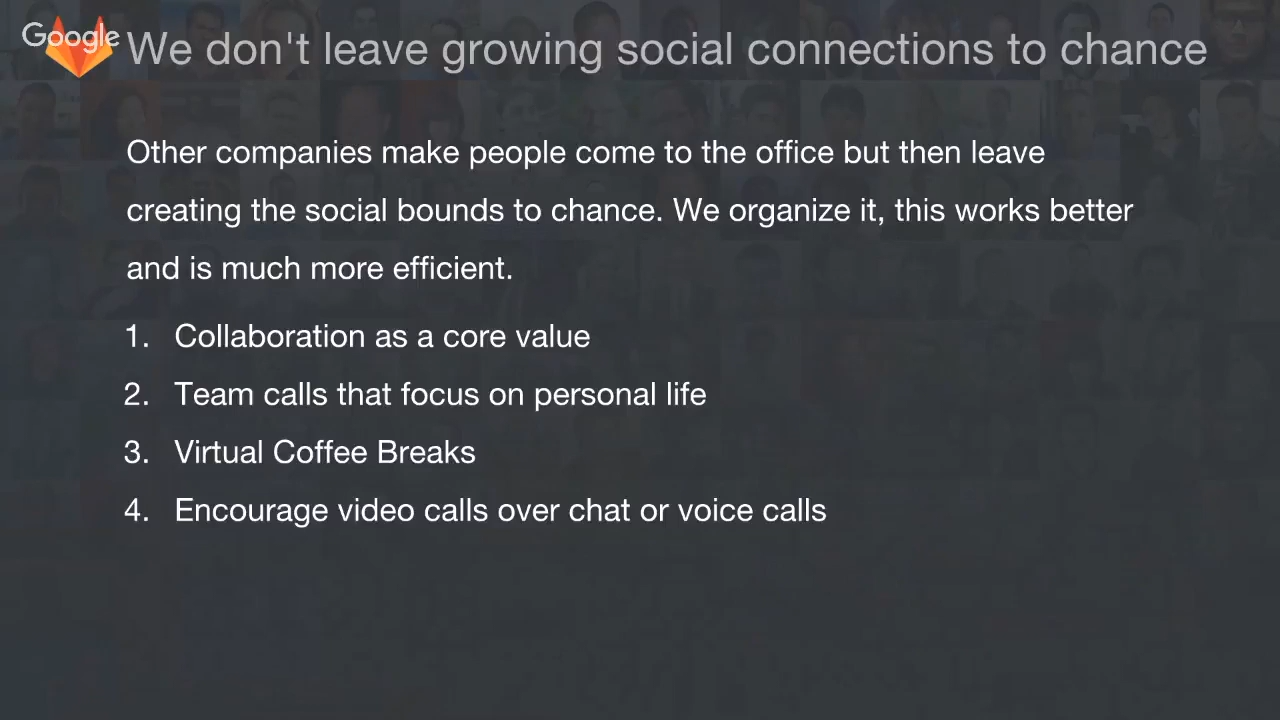 Google
We don't leave growing social connections to chance
Other companies make people come to the office but then leave
creating the social bounds to chance. We organize it, this works better
and is much more efficient.
1. Collaboration as a core value
2. Team calls that focus on personal life
3. Virtual Coffee Breaks
4. Encourage video calls over chat or voice calls